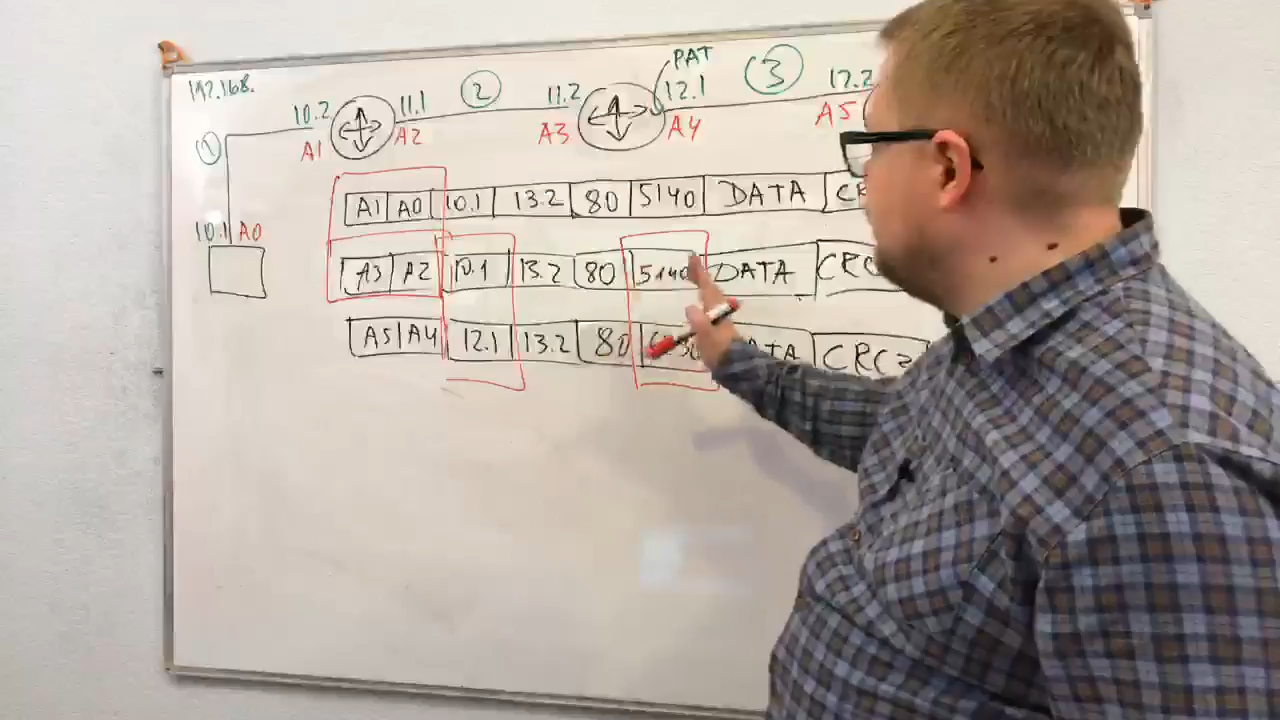 192.168.
PAT
10.2 11.1 2 11.2 12.1 3 12.2
1 A1 A2 A3 A4 A5
10.1 A0
A1 A0 10.1 13.2 80 5140 DATA
A3 A2 10.1 13.2 80 5140 DATA CRC
A5 A4 12.1 13.2 80 DATA CRC